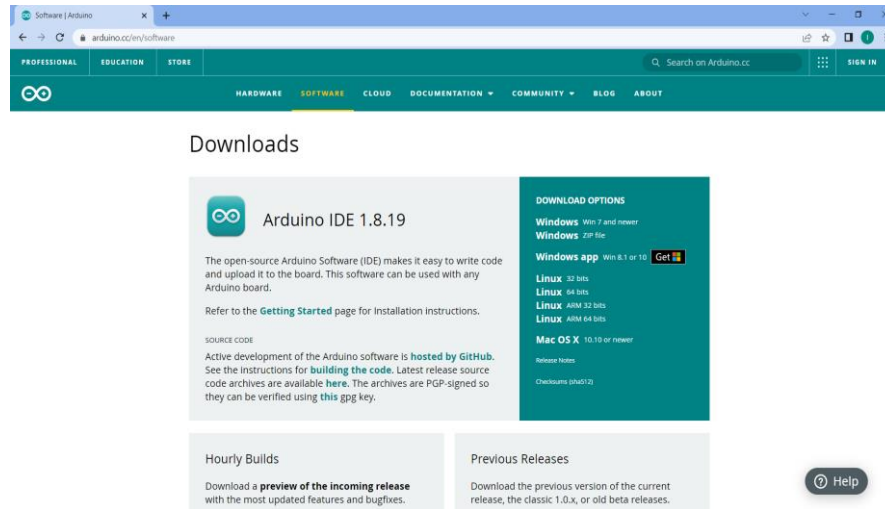 Software | Arduino
arduino.cc/en/software
PROFESSIONAL EDUCATION STORE Search on Arduino.cc SIGN IN
HARDWARE SOFTWARE CLOUD DOCUMENTATION COMMUNITY BLOG ABOUT
Downloads
Arduino IDE 1.8.19
The open-source Arduino Software (IDE) makes it easy to write code
and upload it to the board. This software can be used with any
Arduino board.
Refer to the Getting Started page for Installation instructions.
SOURCE CODE
Active development of the Arduino software is hosted by GitHub.
See the instructions for building the code. Latest release source
code archives are available here. The archives are PGP-signed so
they can be verified using this gpg key.
DOWNLOAD OPTIONS
Windows Win 7 and newer
Windows ZIP file
Windows app Win 8.1 or 10 Get
Linux 32 bits
Linux 64 bits
Linux ARM 32 bits
Linux ARM 64 bits
Mac OS X 10.10 or newer
Release Notes
Checksums (sha512)
Hourly Builds
Download a preview of the incoming release
with the most updated features and bugfixes.
Previous Releases
Download the previous version of the current
release, the classic 1.0.x, or old beta releases.
Help